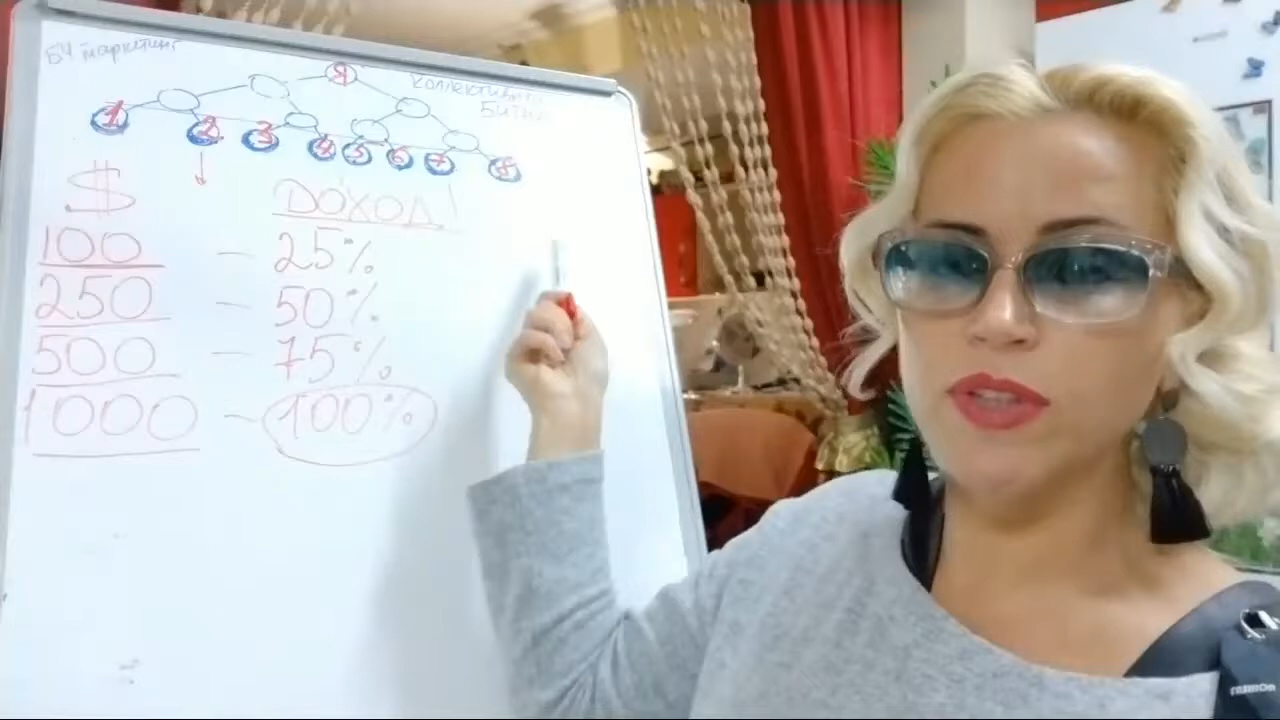 БЧ маркетинг
Я
Коллективный
1 2 3 4 5 6 7 8
$ ДОХОД!
100 — 25%
250 — 50%
500 — 75%
1000 — 100%
FASHION